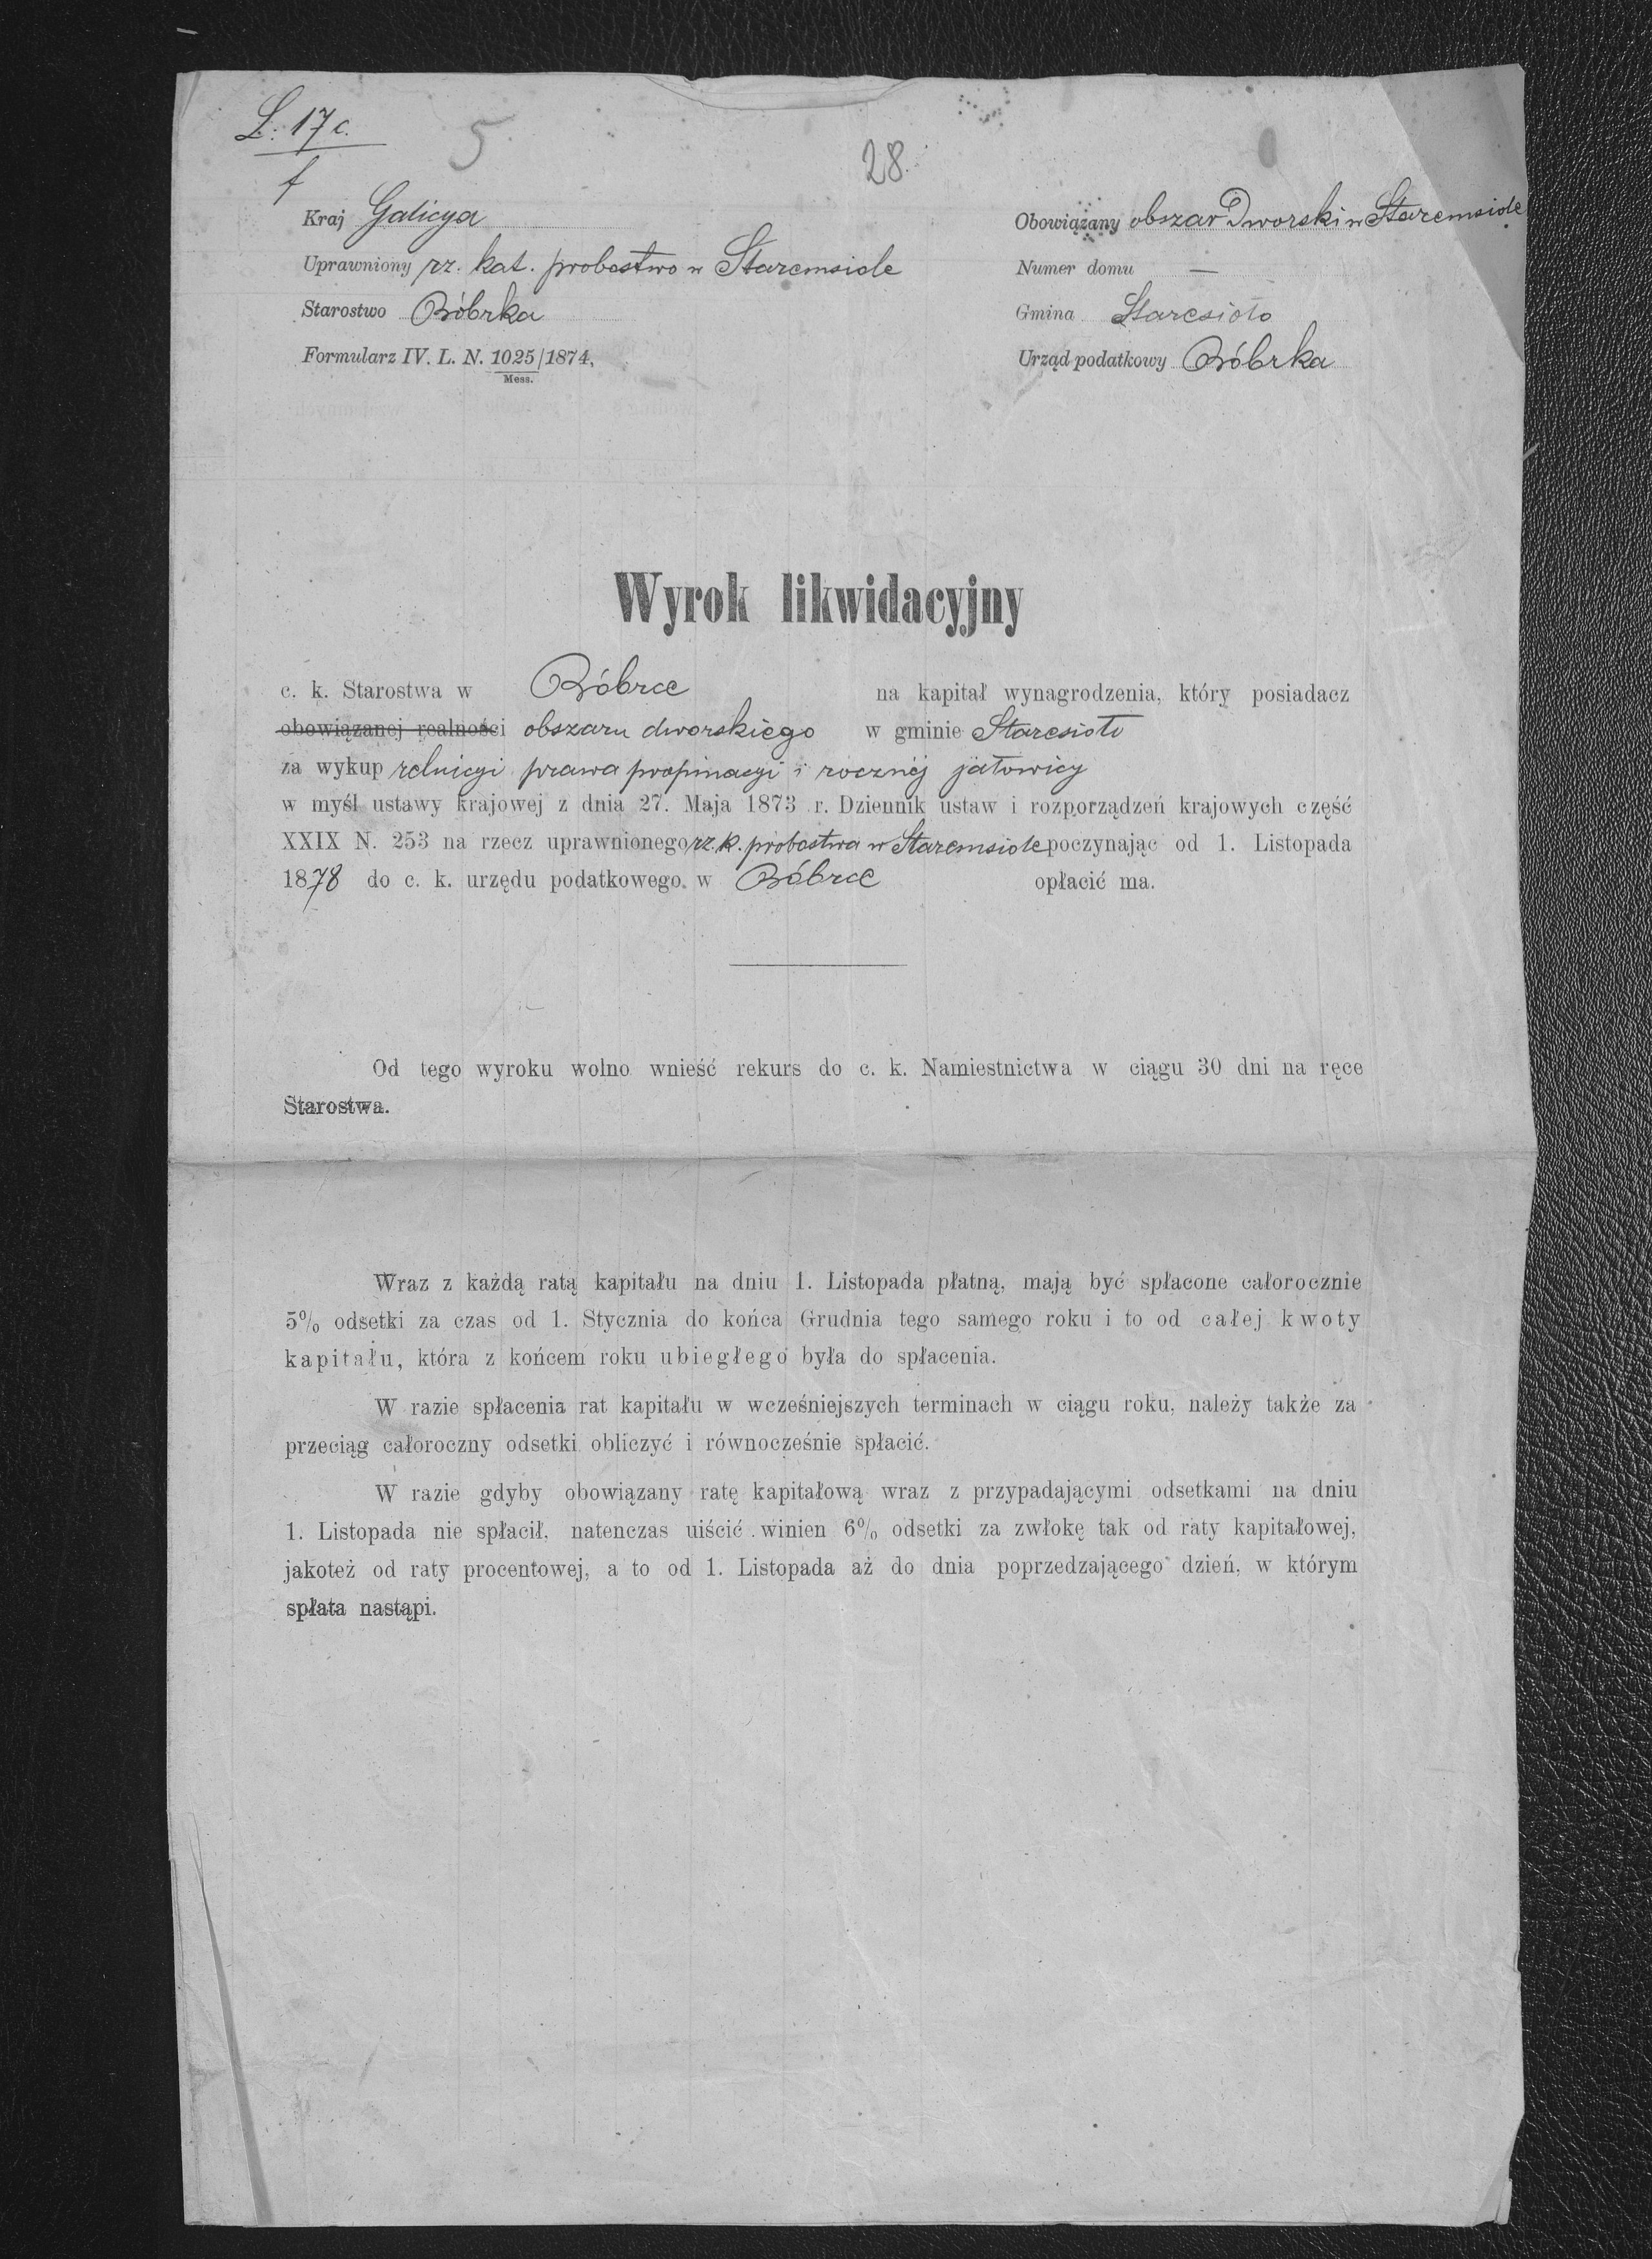 L: 17 c.
5
28.
f
Kraj Galicya
Obowiązany obszar Dworski w Staremsiole
Uprawniony rz. kat. probostwo w Staremsiole
Numer domu —
Starostwo Bóbrka
Gmina Staresioło
Formularz IV. L. N. 1025/1874,
Mess.
Urząd podatkowy Bóbrka
Wyrok likwidacyjny
c. k. Starostwa w Bóbrce na kapitał wynagrodzenia, który posiadacz
obowiązanej realności obszaru dworskiego w gminie Staresioło
za wykup reluicyi prawa propinacyi i rocznéj jałowicy
w myśl ustawy krajowej z dnia 27. Maja 1873 r. Dziennik ustaw i rozporządzeń krajowych część
XXIX N. 253 na rzecz uprawnionego rz. k. probostwa w Staremsiole poczynając od 1. Listopada
1878 do c. k. urzędu podatkowego w Bóbrce opłacić ma.
Od tego wyroku wolno wnieść rekurs do c. k. Namiestnictwa w ciągu 30 dni na ręce
Starostwa.
Wraz z każdą ratą kapitału na dniu 1. Listopada płatną, mają być spłacone całorocznie
5% odsetki za czas od 1. Stycznia do końca Grudnia tego samego roku i to od całej kwoty
kapitału, która z końcem roku ubiegłego była do spłacenia.
W razie spłacenia rat kapitału w wcześniejszych terminach w ciągu roku, należy także za
przeciąg całoroczny odsetki obliczyć i równocześnie spłacić.
W razie gdyby obowiązany ratę kapitałową wraz z przypadającymi odsetkami na dniu
1. Listopada nie spłacił, natenczas uiścić winien 6% odsetki za zwłokę tak od raty kapitałowej,
jakoteż od raty procentowej, a to od 1. Listopada aż do dnia poprzedzającego dzień, w którym
spłata nastąpi.